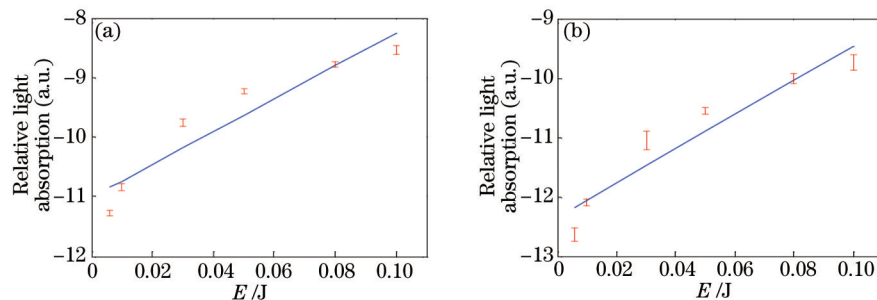 (a)
Relative light
absorption (a.u.)
−8
−9
−10
−11
−12
0 0.02 0.04 0.06 0.08 0.10
E /J
(b)
Relative light
absorption (a.u.)
−9
−10
−11
−12
−13
0 0.02 0.04 0.06 0.08 0.10
E /J